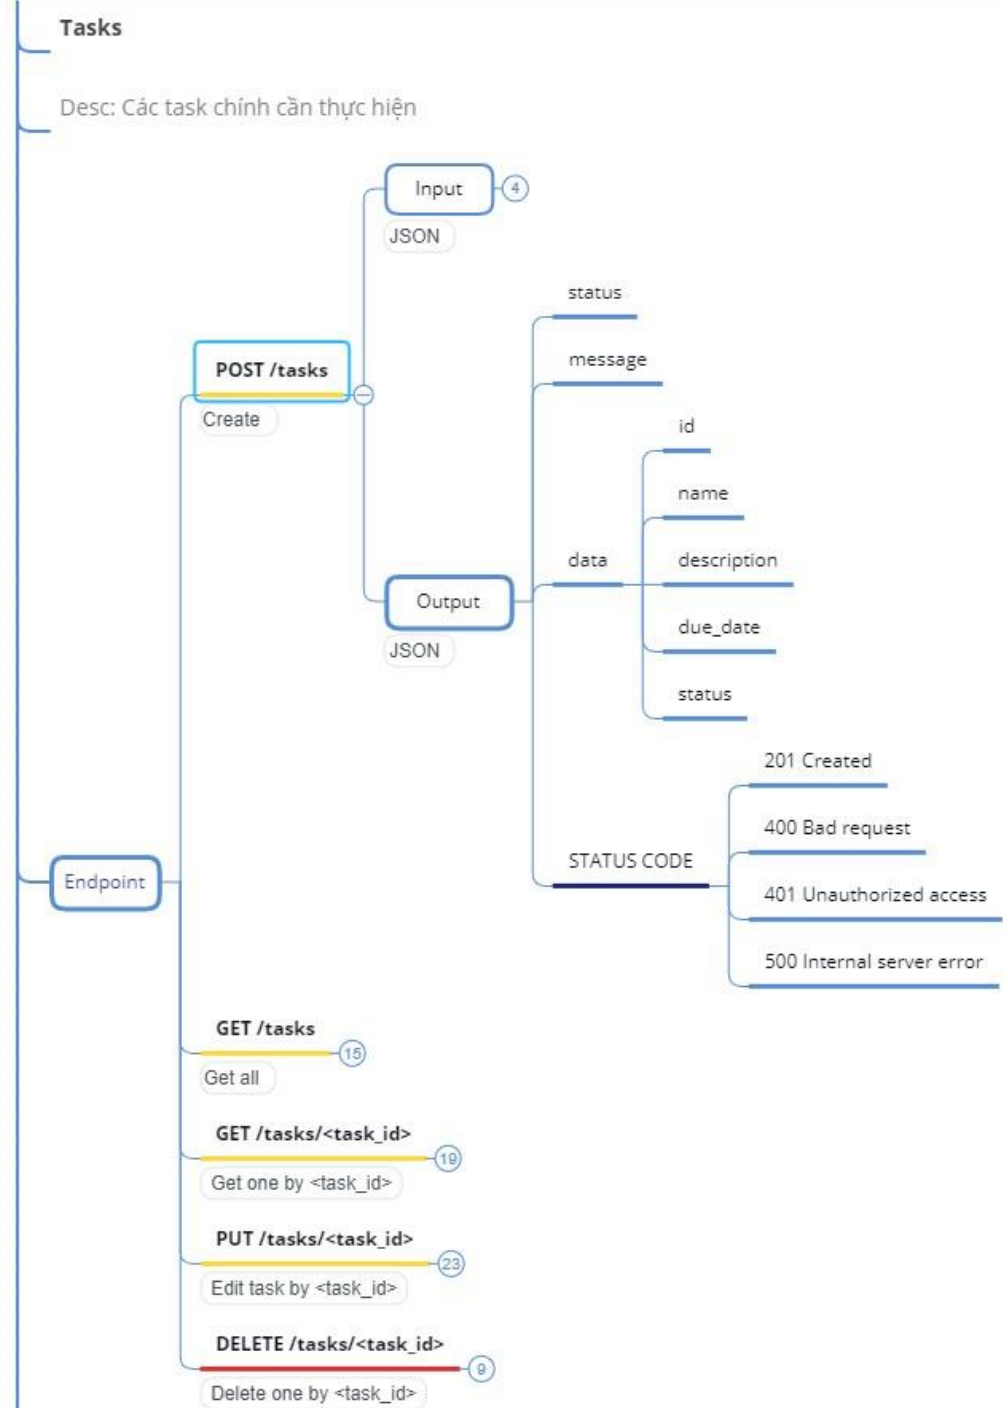 Tasks
Desc: Các task chính cần thực hiện
Input
4
JSON
status
message
POST /tasks
Create
id
name
data
description
Output
due_date
JSON
status
201 Created
400 Bad request
STATUS CODE
Endpoint
401 Unauthorized access
500 Internal server error
GET /tasks
15
Get all
GET /tasks/<task_id>
19
Get one by <task_id>
PUT /tasks/<task_id>
23
Edit task by <task_id>
DELETE /tasks/<task_id>
9
Delete one by <task_id>